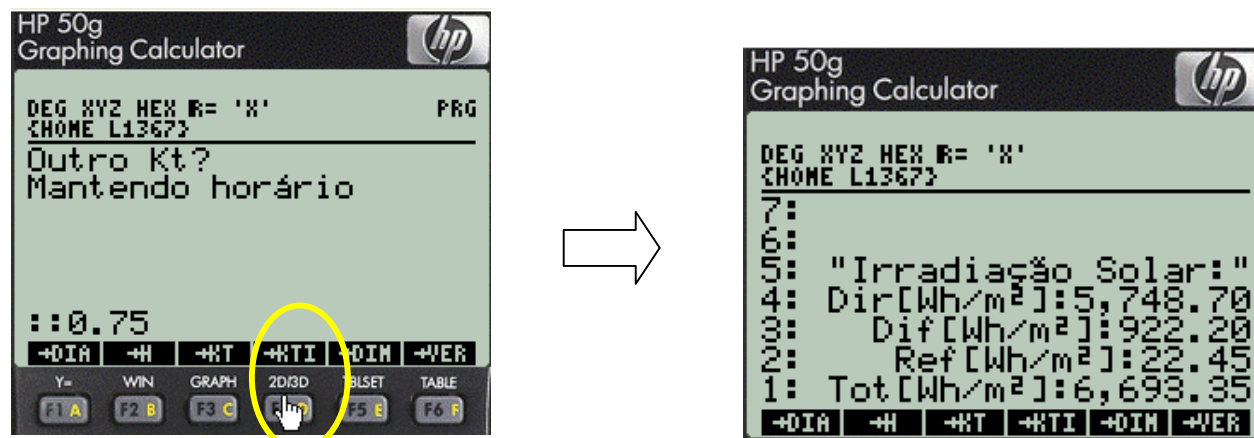 HP 50g
Graphing Calculator
hp
DEG XYZ HEX R= 'X' PRG
{HOME L1367}
Outro Kt?
Mantendo horário
::0.75
→DIA →H →KT →KTI →DIM →VER
Y= WIN GRAPH 2D/3D TBLSET TABLE
F1 A F2 B F3 C F5 E F6 F
HP 50g
Graphing Calculator
hp
DEG XYZ HEX R= 'X'
{HOME L1367}
7:
6:
5: "Irradiação Solar:"
4: Dir[Wh/m²]:5,748.70
3: Dif[Wh/m²]:922.20
2: Ref[Wh/m²]:22.45
1: Tot[Wh/m²]:6,693.35
→DIA →H →KT →KTI →DIM →VER